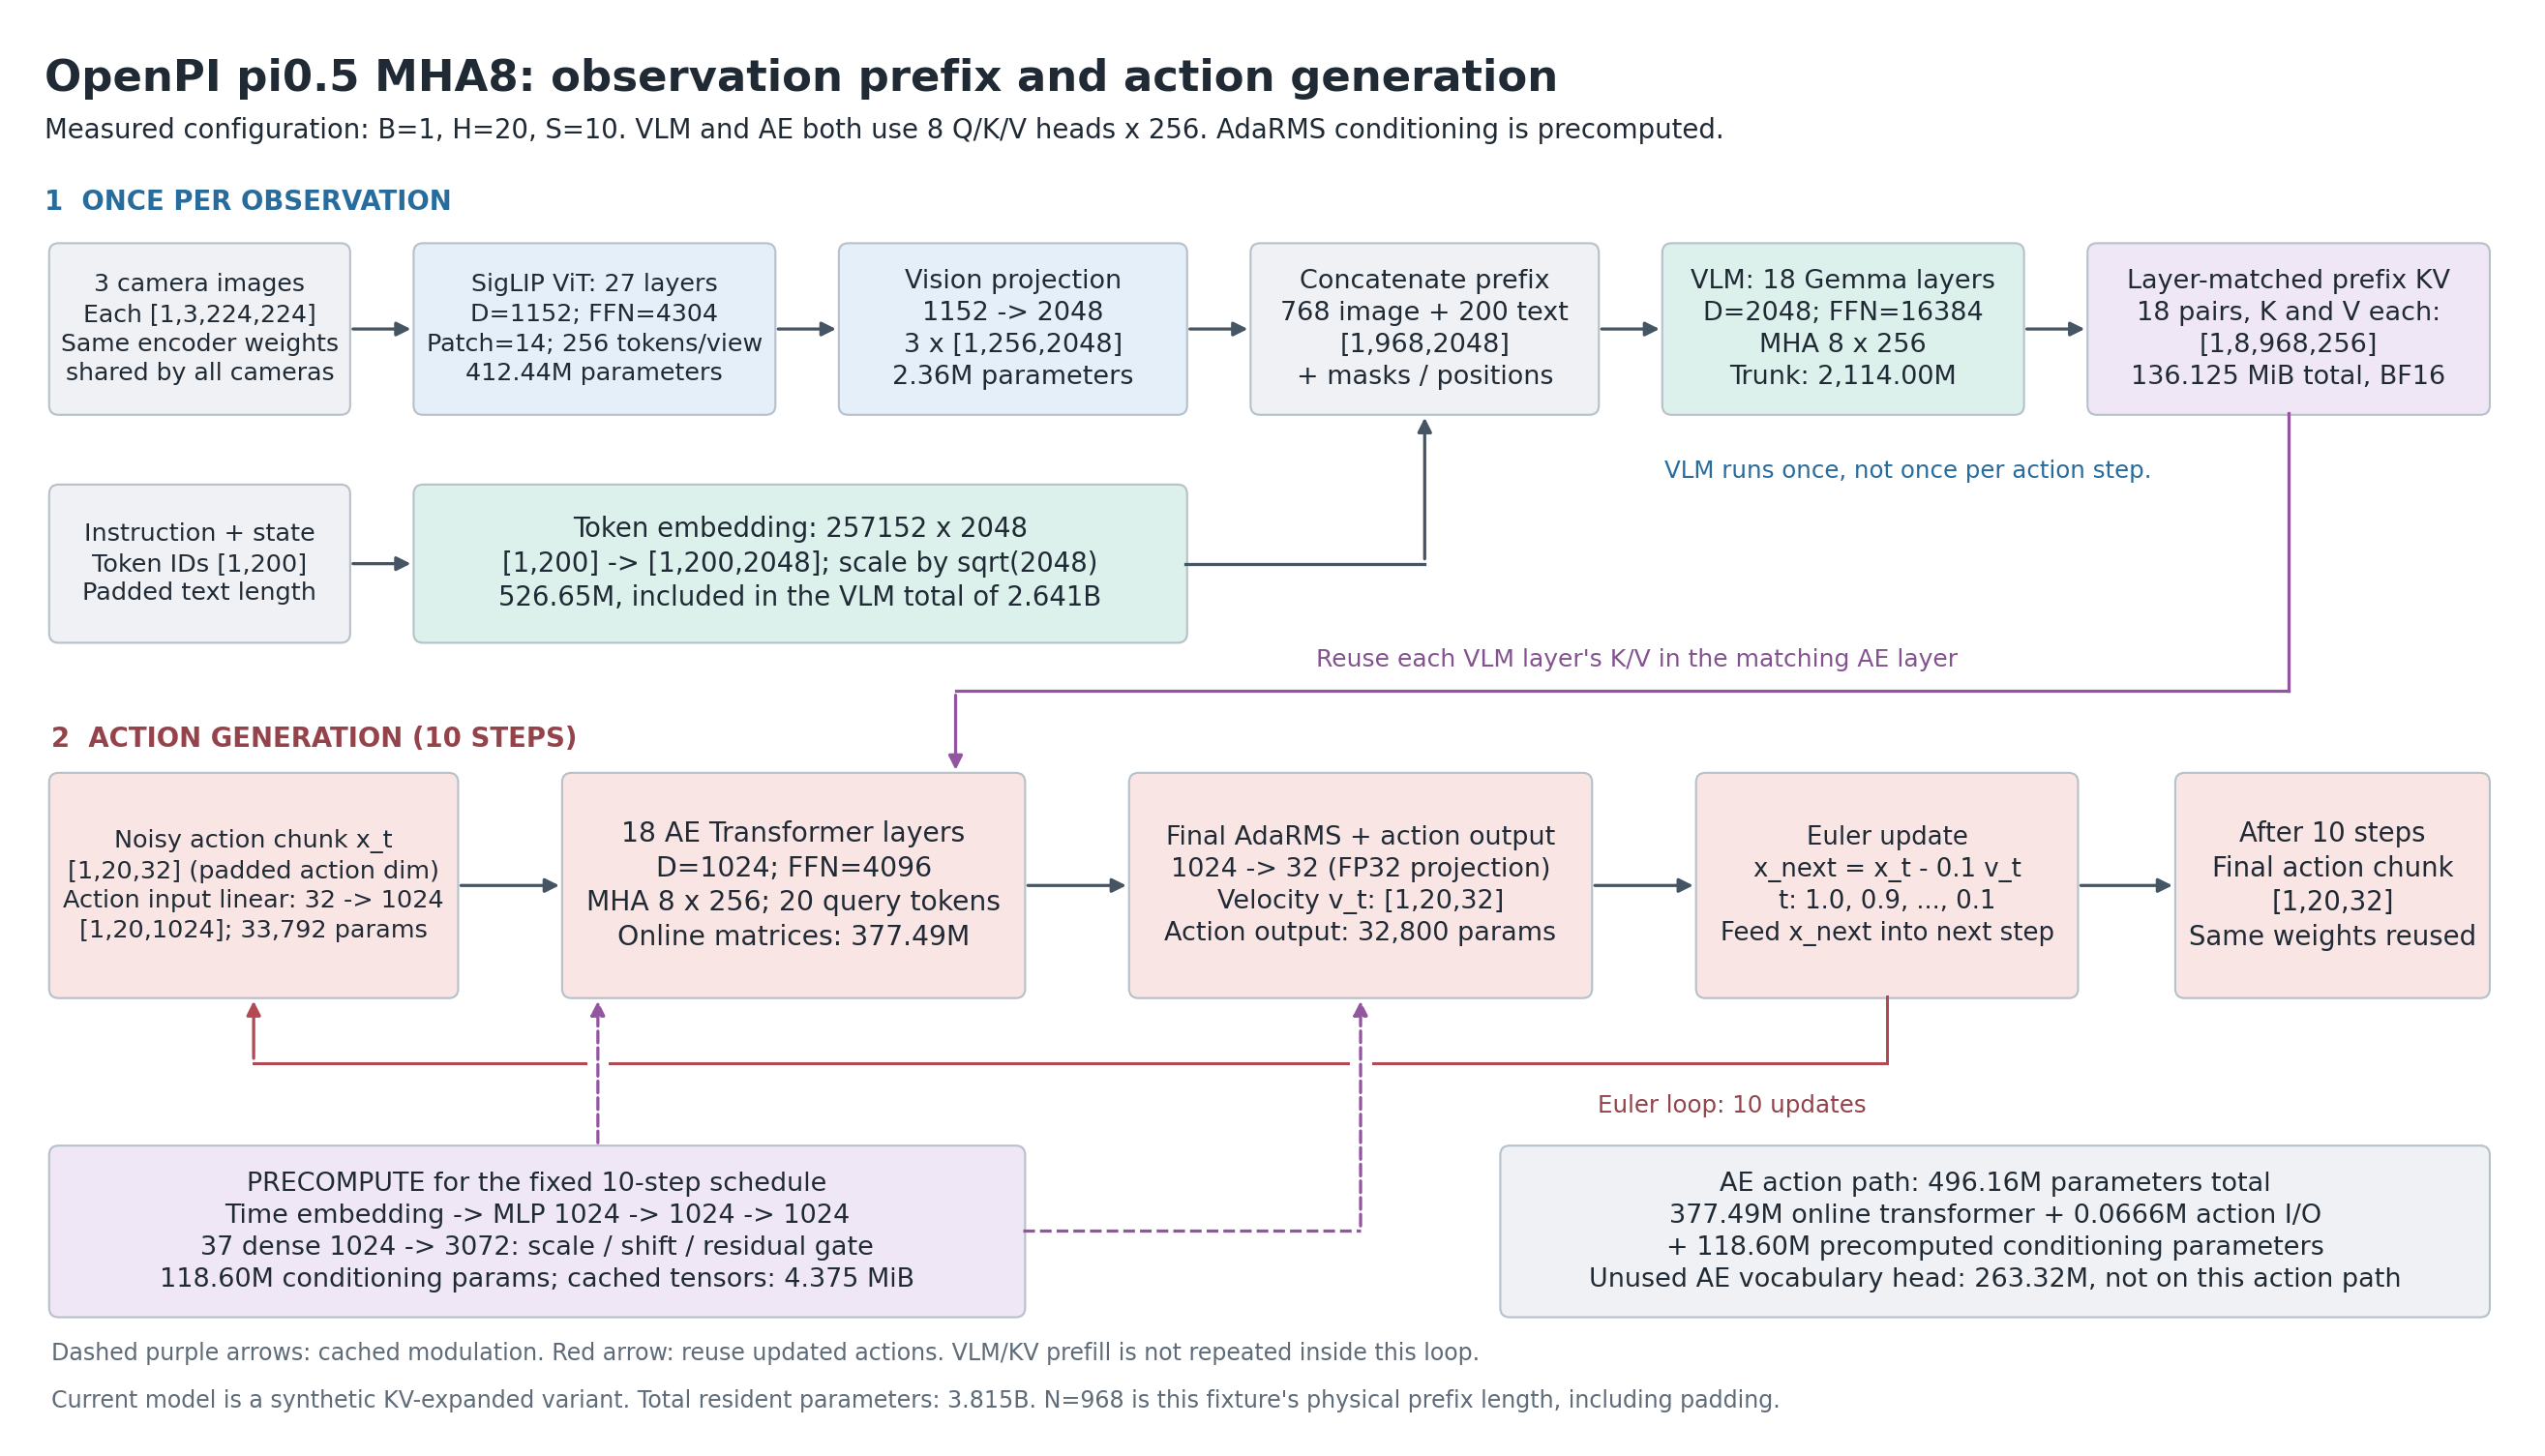 OpenPI pi0.5 MHA8: observation prefix and action generation
Measured configuration: B=1, H=20, S=10. VLM and AE both use 8 Q/K/V heads x 256. AdaRMS conditioning is precomputed.
1 ONCE PER OBSERVATION
3 camera images
Each [1,3,224,224]
Same encoder weights
shared by all cameras
SigLIP ViT: 27 layers
D=1152; FFN=4304
Patch=14; 256 tokens/view
412.44M parameters
Vision projection
1152 -> 2048
3 x [1,256,2048]
2.36M parameters
Concatenate prefix
768 image + 200 text
[1,968,2048]
+ masks / positions
VLM: 18 Gemma layers
D=2048; FFN=16384
MHA 8 x 256
Trunk: 2,114.00M
Layer-matched prefix KV
18 pairs, K and V each:
[1,8,968,256]
136.125 MiB total, BF16
VLM runs once, not once per action step.
Instruction + state
Token IDs [1,200]
Padded text length
Token embedding: 257152 x 2048
[1,200] -> [1,200,2048]; scale by sqrt(2048)
526.65M, included in the VLM total of 2.641B
Reuse each VLM layer's K/V in the matching AE layer
2 ACTION GENERATION (10 STEPS)
Noisy action chunk x_t
[1,20,32] (padded action dim)
Action input linear: 32 -> 1024
[1,20,1024]; 33,792 params
18 AE Transformer layers
D=1024; FFN=4096
MHA 8 x 256; 20 query tokens
Online matrices: 377.49M
Final AdaRMS + action output
1024 -> 32 (FP32 projection)
Velocity v_t: [1,20,32]
Action output: 32,800 params
Euler update
x_next = x_t - 0.1 v_t
t: 1.0, 0.9, ..., 0.1
Feed x_next into next step
After 10 steps
Final action chunk
[1,20,32]
Same weights reused
Euler loop: 10 updates
PRECOMPUTE for the fixed 10-step schedule
Time embedding -> MLP 1024 -> 1024 -> 1024
37 dense 1024 -> 3072: scale / shift / residual gate
118.60M conditioning params; cached tensors: 4.375 MiB
AE action path: 496.16M parameters total
377.49M online transformer + 0.0666M action I/O
+ 118.60M precomputed conditioning parameters
Unused AE vocabulary head: 263.32M, not on this action path
Dashed purple arrows: cached modulation. Red arrow: reuse updated actions. VLM/KV prefill is not repeated inside this loop.
Current model is a synthetic KV-expanded variant. Total resident parameters: 3.815B. N=968 is this fixture's physical prefix length, including padding.